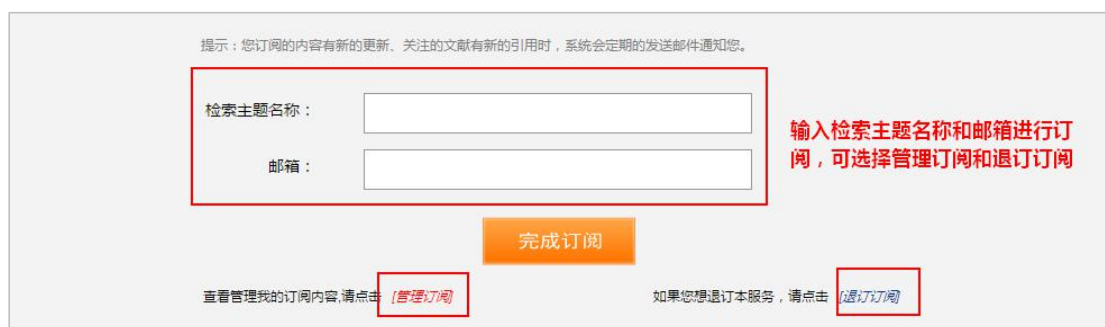 提示：您订阅的内容有新的更新、关注的文献有新的引用时，系统会定期的发送邮件通知您。
检索主题名称：
输入检索主题名称和邮箱进行订
阅，可选择管理订阅和退订订阅
邮箱：
完成订阅
查看管理我的订阅内容,请点击 [管理订阅]
如果您想退订本服务，请点击 [退订订阅]